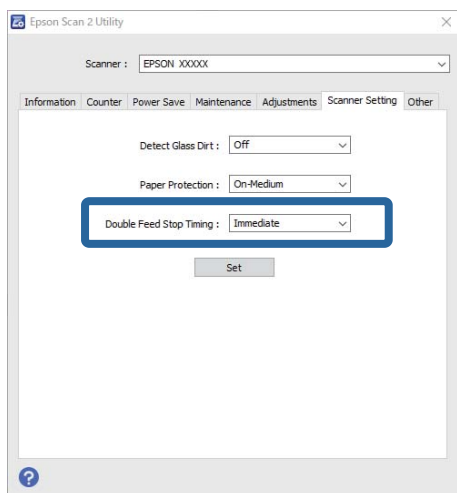 Epson Scan 2 Utility
Scanner : EPSON XXXXX
Information Counter Power Save Maintenance Adjustments Scanner Setting Other
Detect Glass Dirt : Off
Paper Protection : On-Medium
Double Feed Stop Timing : Immediate
Set
?